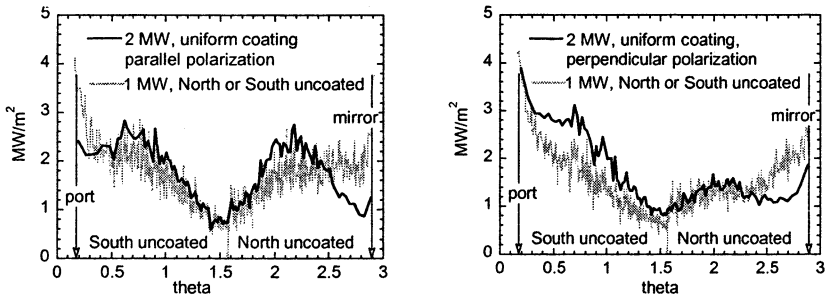 5
4
3
2
1
0
MW/m²
2 MW, uniform coating
parallel polarization
1 MW, North or South uncoated
mirror
port
South uncoated
North uncoated
0
0.5
1
1.5
2
2.5
3
theta
5
4
3
2
1
0
MW/m²
2 MW, uniform coating,
perpendicular polarization
1 MW, North or South uncoated
mirror
port
South uncoated
North uncoated
0
0.5
1
1.5
2
2.5
3
theta